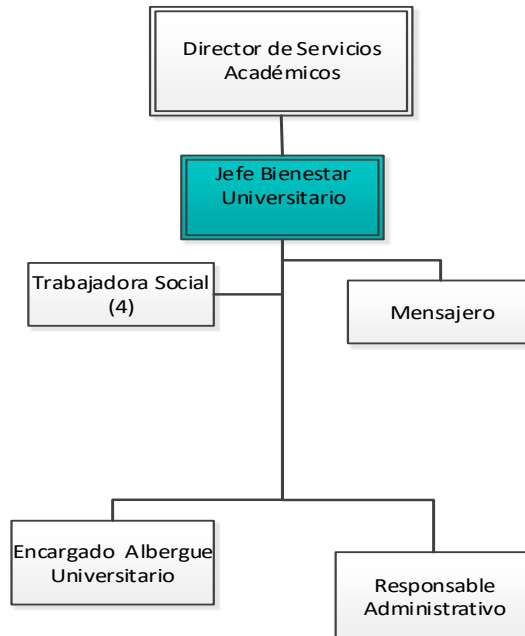 Director de Servicios
Académicos
Jefe Bienestar
Universitario
Trabajadora Social
(4)
Mensajero
Encargado Albergue
Universitario
Responsable
Administrativo